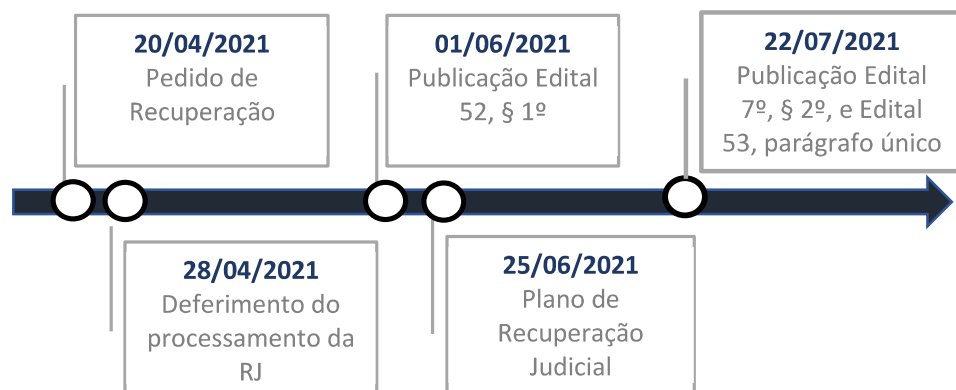 20/04/2021
Pedido de
Recuperação
01/06/2021
Publicação Edital
52, § 1º
22/07/2021
Publicação Edital
7º, § 2º, e Edital
53, parágrafo único
28/04/2021
Deferimento do
processamento da
RJ
25/06/2021
Plano de
Recuperação
Judicial